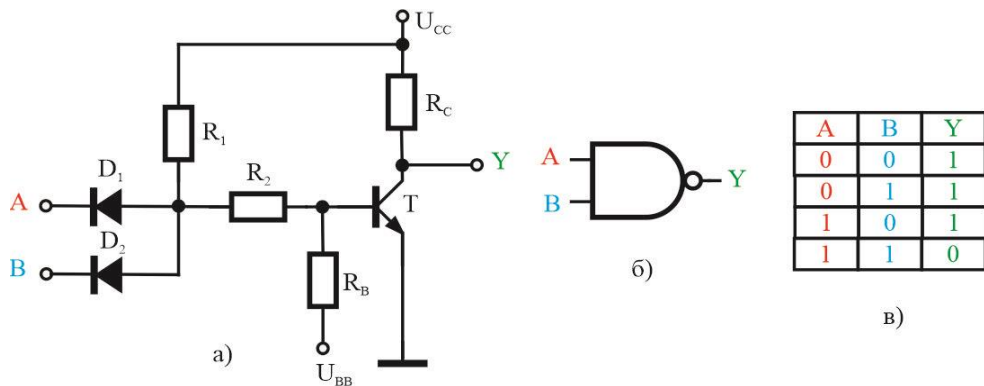 U_CC
R_C
R_1
Y
D_1
A
R_2
T
D_2
B
R_B
U_BB
а)
A
B
Y
б)
A B Y
0 0 1
0 1 1
1 0 1
1 1 0
в)